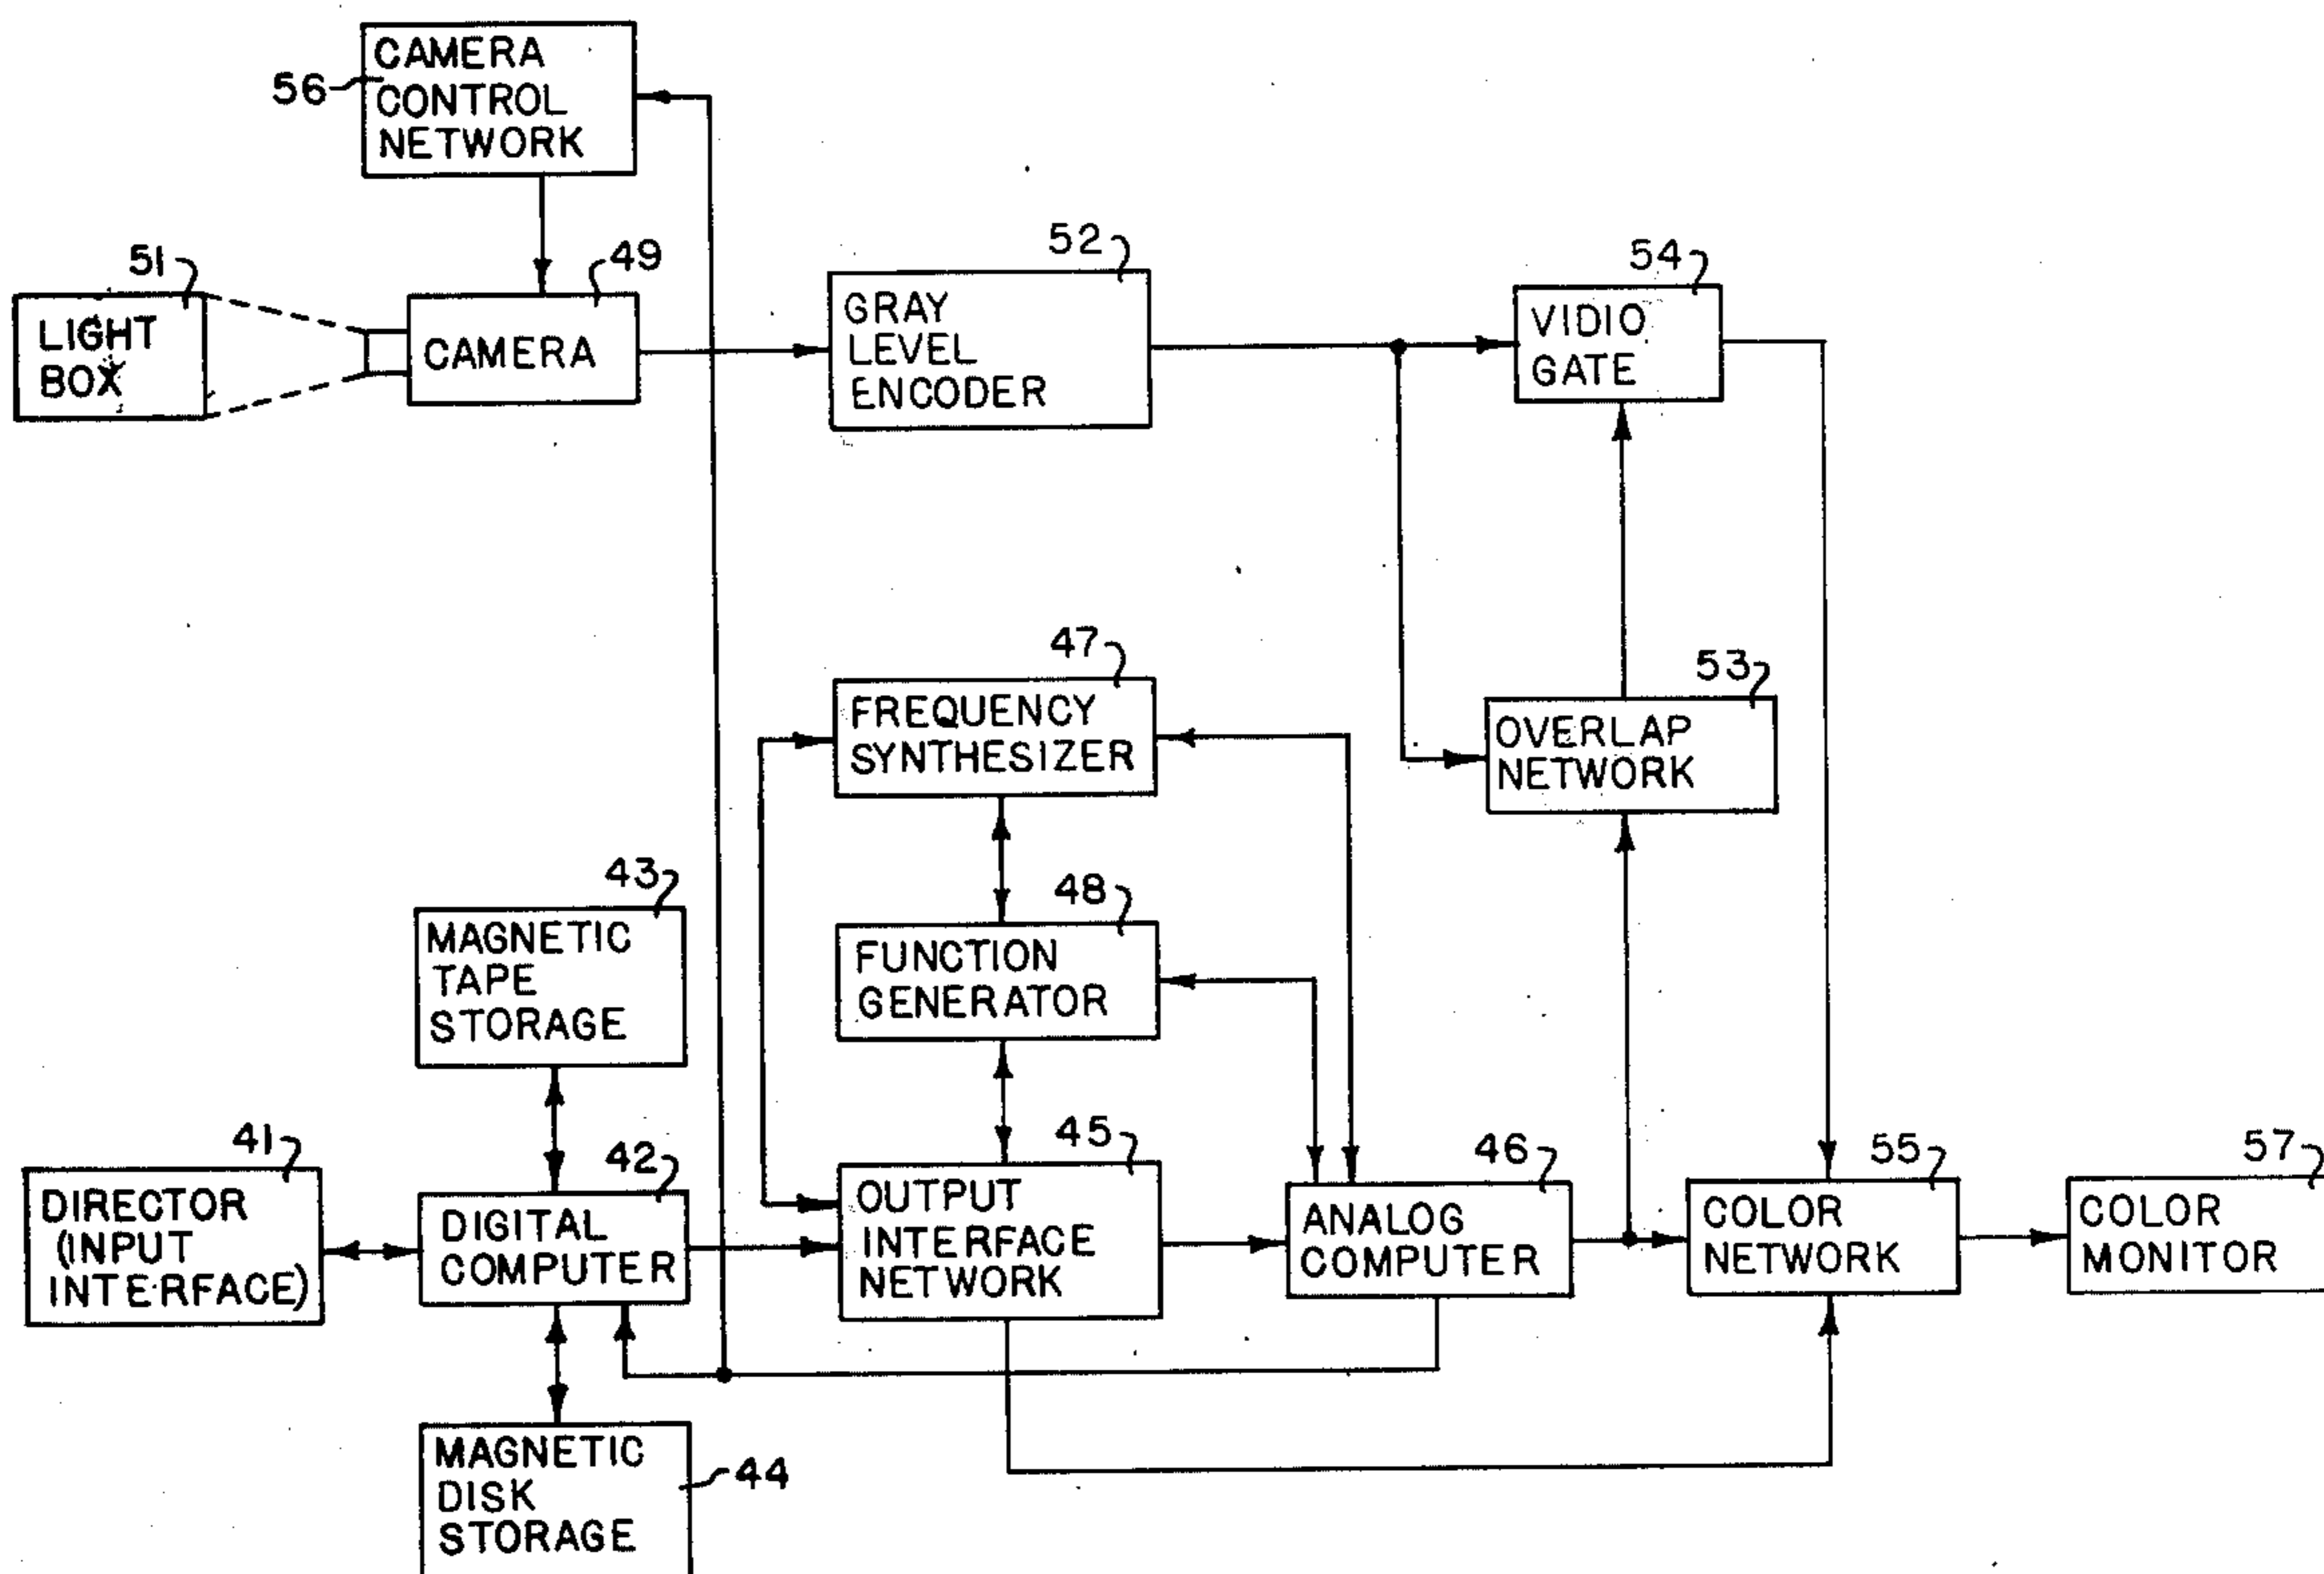 CAMERA
CONTROL
NETWORK
56
51
LIGHT
BOX
49
CAMERA
52
GRAY
LEVEL
ENCODER
54
VIDIO
GATE
47
FREQUENCY
SYNTHESIZER
53
OVERLAP
NETWORK
43
MAGNETIC
TAPE
STORAGE
48
FUNCTION
GENERATOR
41
DIRECTOR
(INPUT
INTERFACE)
42
DIGITAL
COMPUTER
45
OUTPUT
INTERFACE
NETWORK
46
ANALOG
COMPUTER
55
COLOR
NETWORK
57
COLOR
MONITOR
MAGNETIC
DISK
STORAGE
44